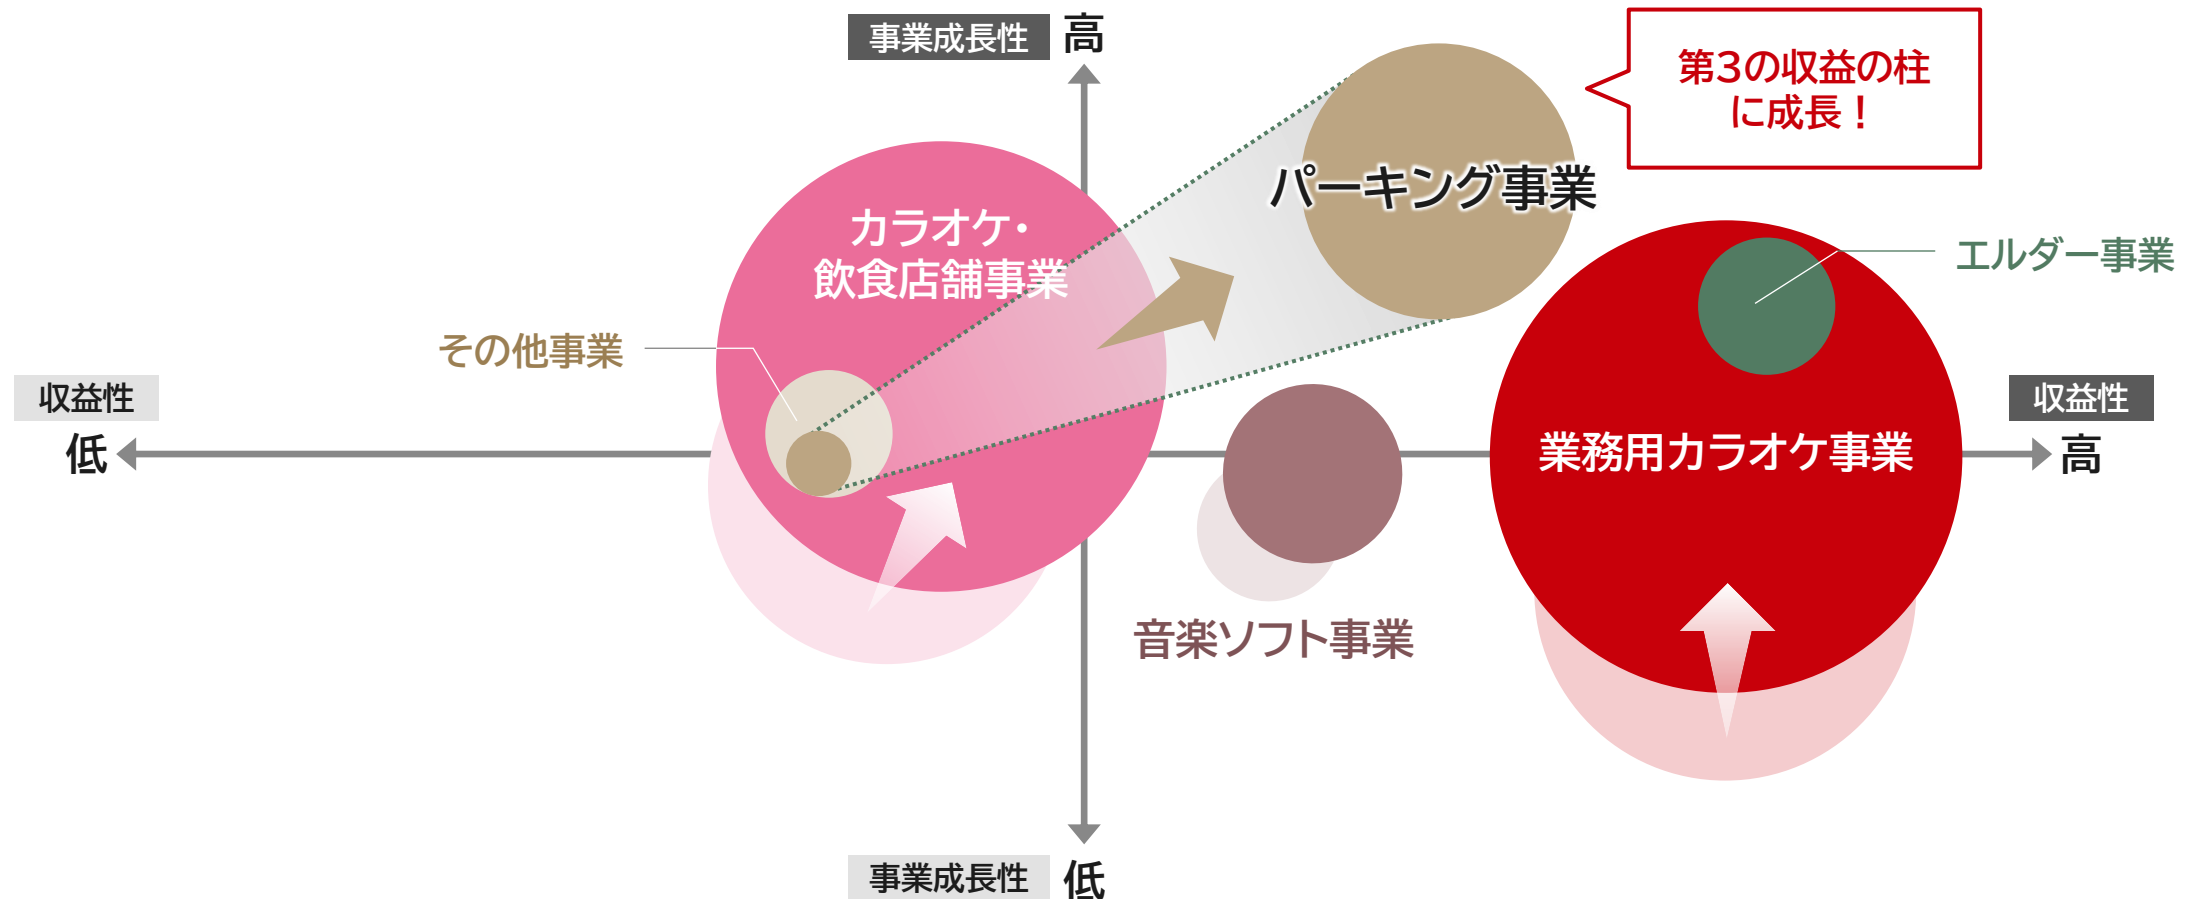 事業成長性 高
第3の収益の柱
に成長！
パーキング事業
カラオケ・
飲食店舗事業
エルダー事業
その他事業
収益性
低
収益性
高
業務用カラオケ事業
音楽ソフト事業
事業成長性 低